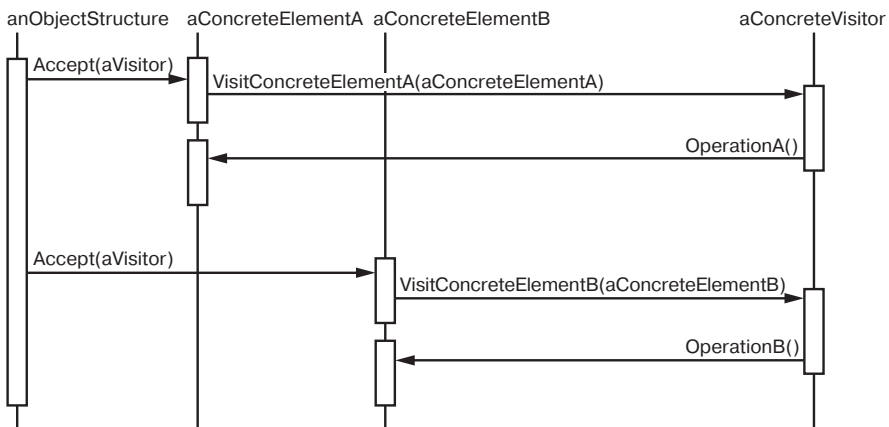 anObjectStructure aConcreteElementA aConcreteElementB aConcreteVisitor
Accept(aVisitor)
VisitConcreteElementA(aConcreteElementA)
OperationA()
Accept(aVisitor)
VisitConcreteElementB(aConcreteElementB)
OperationB()